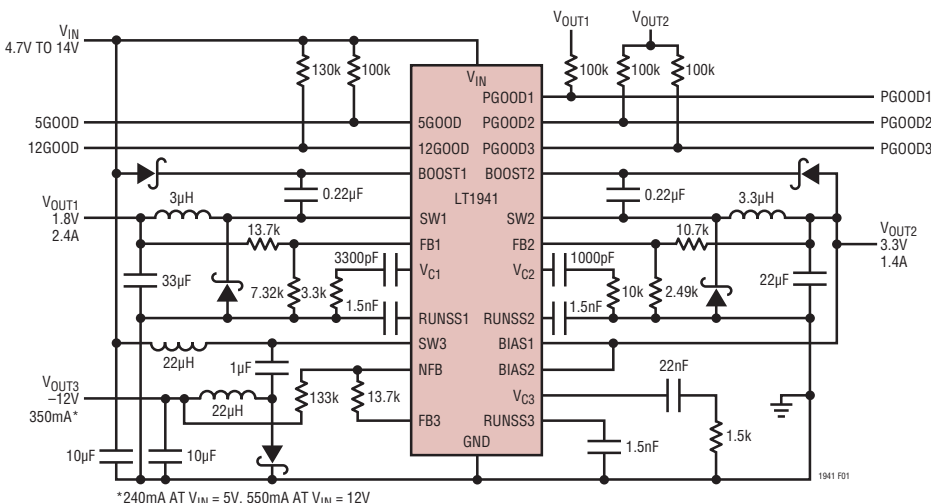 VIN
4.7V TO 14V
VOUT1
VOUT2
130k
100k
100k
100k
100k
VIN
PGOOD1
PGOOD1
5GOOD
5GOOD
PGOOD2
PGOOD2
12GOOD
12GOOD
PGOOD3
PGOOD3
BOOST1
BOOST2
LT1941
0.22µF
0.22µF
3µH
3.3µH
VOUT1
1.8V
2.4A
SW1
SW2
VOUT2
3.3V
1.4A
13.7k
10.7k
FB1
FB2
3300pF
1000pF
VC1
VC2
33µF
22µF
7.32k
3.3k
10k
2.49k
1.5nF
1.5nF
RUNSS1
RUNSS2
SW3
BIAS1
22µH
1µF
NFB
BIAS2
22nF
VOUT3
–12V
350mA*
22µH
133k
13.7k
VC3
FB3
RUNSS3
1.5k
GND
1.5nF
10µF
10µF
1941 F01
*240mA AT VIN = 5V, 550mA AT VIN = 12V